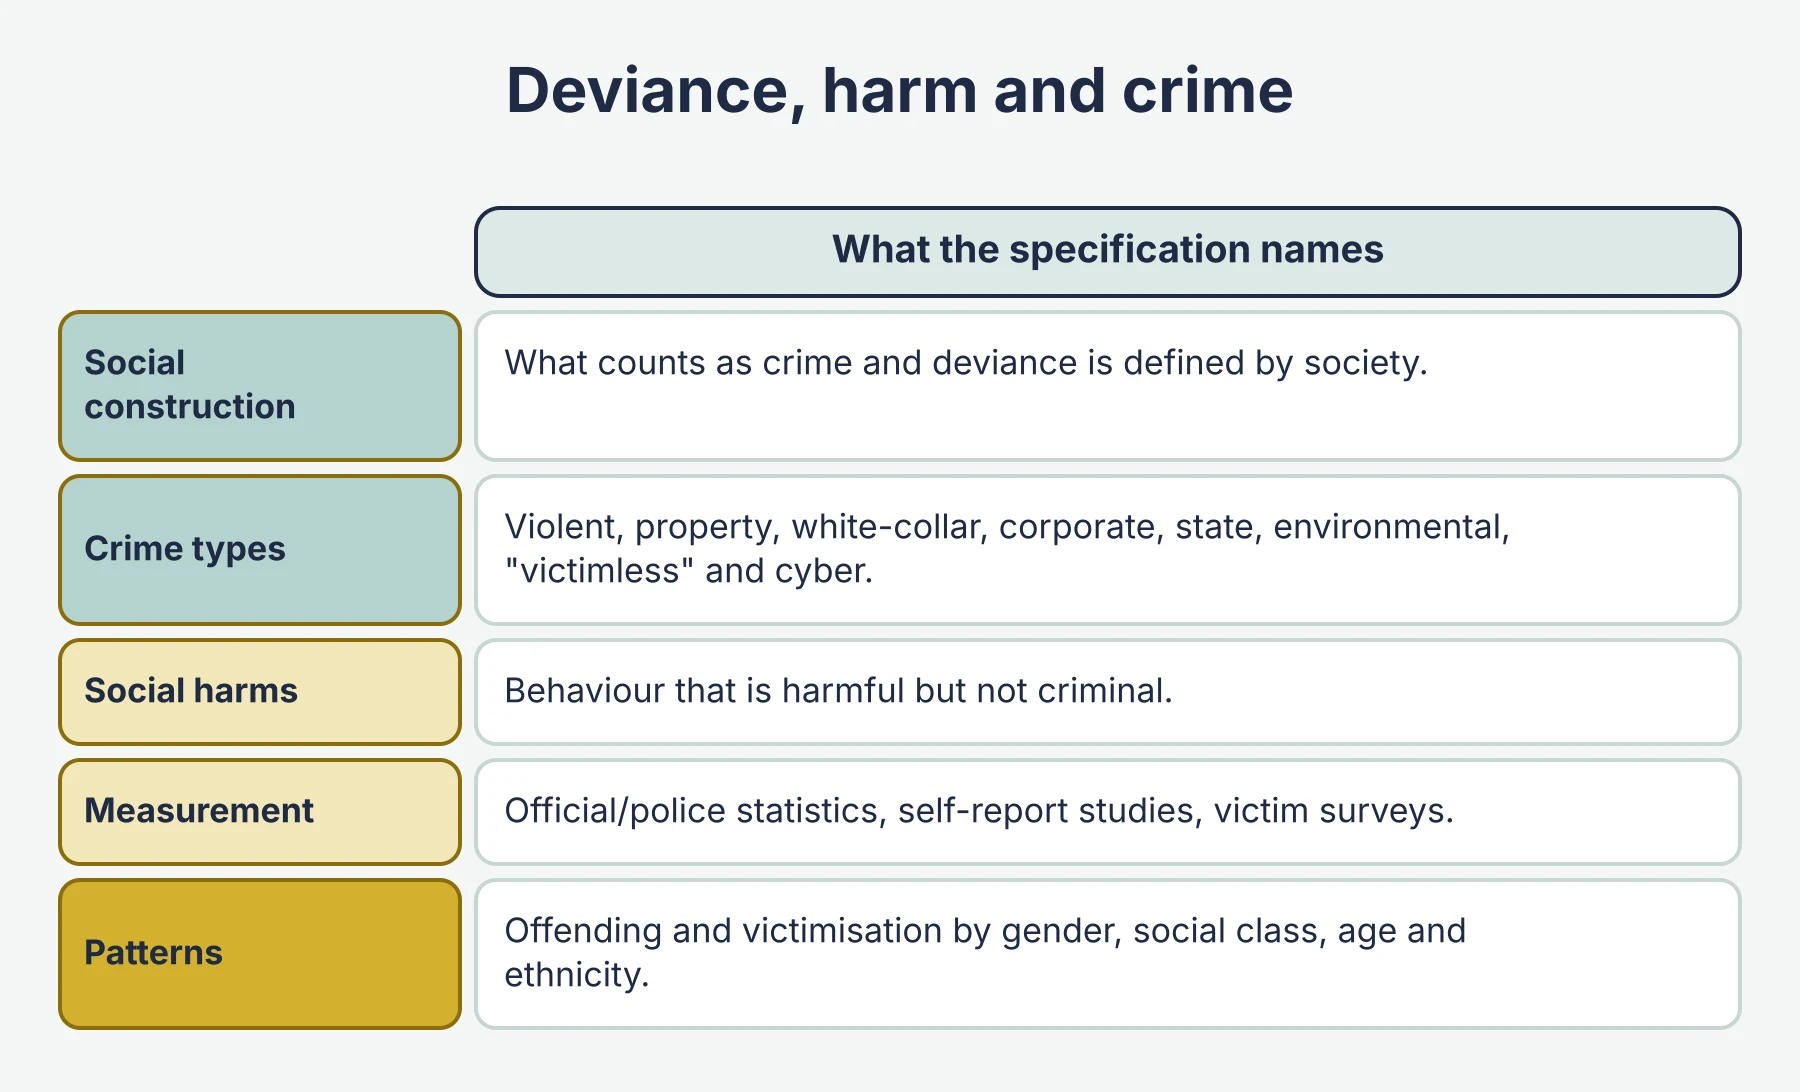 Deviance, harm and crime
What the specification names
Social
construction
What counts as crime and deviance is defined by society.
Crime types
Violent, property, white-collar, corporate, state, environmental,
"victimless" and cyber.
Social harms
Behaviour that is harmful but not criminal.
Measurement
Official/police statistics, self-report studies, victim surveys.
Patterns
Offending and victimisation by gender, social class, age and
ethnicity.